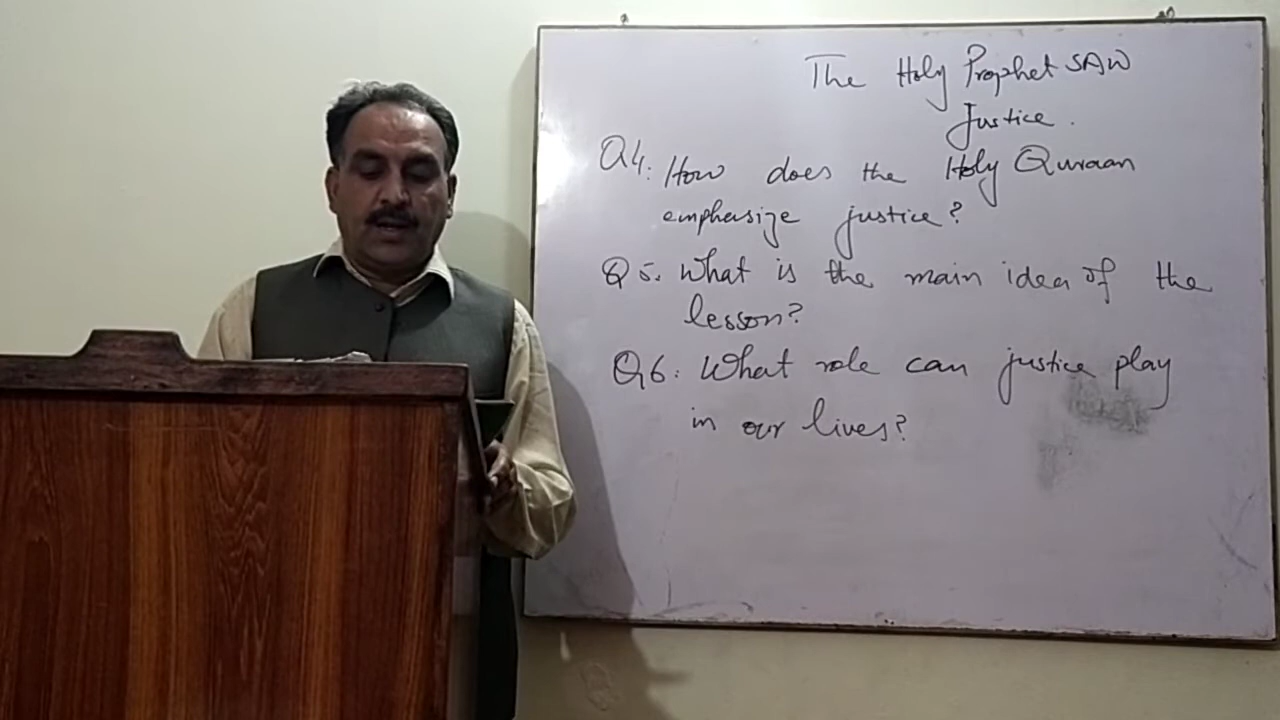 The Holy Prophet SAW
Justice.
Q4: How does the Holy Quraan
emphasize justice?
Q5. What is the main idea of the
lesson?
Q6: What role can justice play
in our lives?